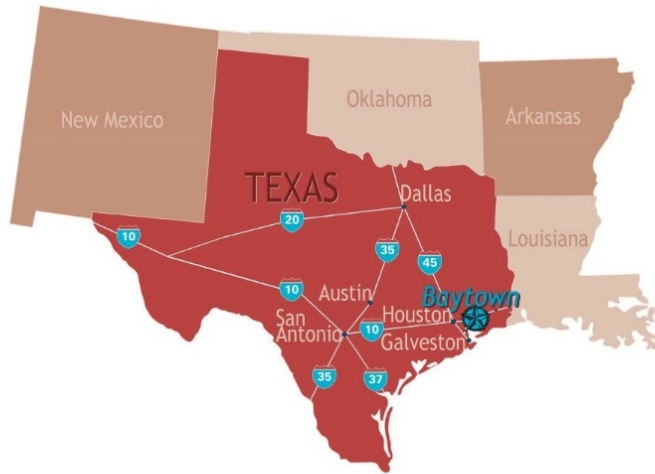 Oklahoma
New Mexico
Arkansas
TEXAS
Dallas
20
10
Louisiana
35
45
10
Austin
Baytown
Houston
San
Antonio
10
Galveston
35
37